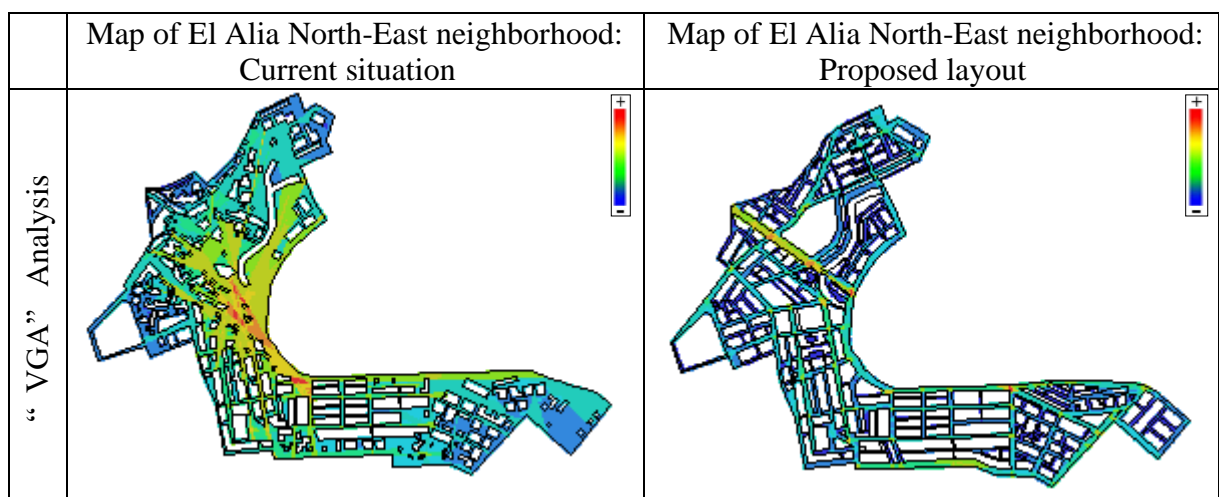 Map of El Alia North-East neighborhood:
Current situation
Map of El Alia North-East neighborhood:
Proposed layout
“ VGA” Analysis
+
-
+
-